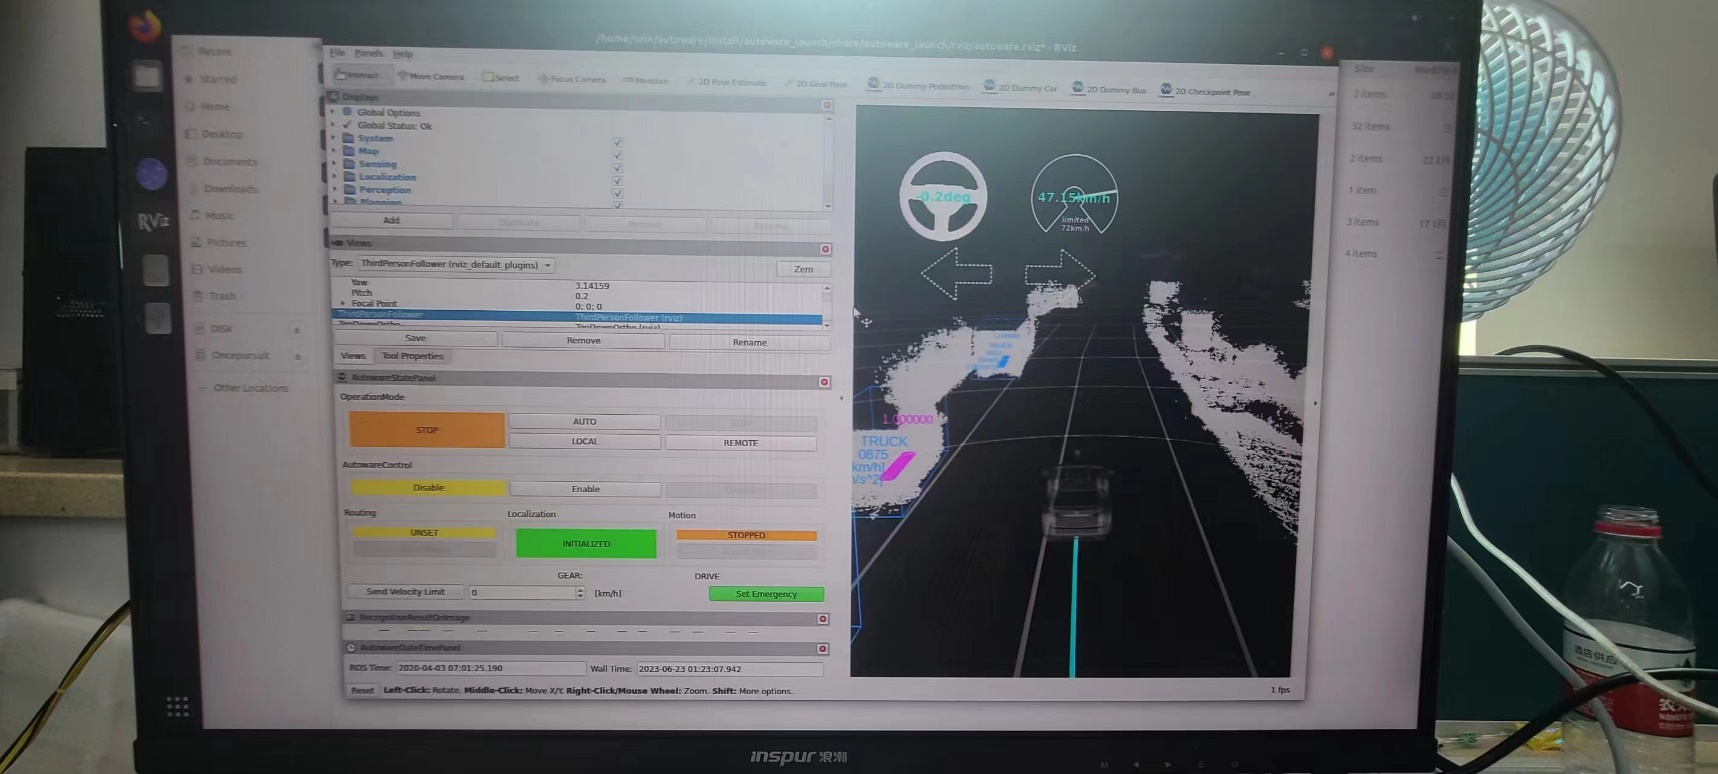 /home/orin/autoware/install/autoware_launch/share/autoware_launch/rviz/autoware.rviz* - RViz
File Panels Help
Interact Move Camera Select Focus Camera Measure 2D Pose Estimate 2D Goal Pose 2D Dummy Pedestrian 2D Dummy Car 2D Dummy Bus 2D Checkpoint Pose
Recent
Starred
Home
Desktop
Documents
Downloads
Music
Pictures
Videos
Trash
DISK
Oncepursuit
Other Locations
RViz
Displays
Global Options
Global Status: Ok
System
Map
Sensing
Localization
Perception
Planning
Add Duplicate Remove Rename
Views
Type: ThirdPersonFollower (rviz_default_plugins) Zero
Yaw 3.14159
Pitch 0.2
Focal Point 0; 0; 0
ThirdPersonFollower ThirdPersonFollower (rviz)
TopDownOrtho TopDownOrtho (rviz)
Save Remove Rename
Views Tool Properties
AutowareStatePanel
OperationMode
STOP AUTO
LOCAL REMOTE
AutowareControl
Disable Enable
Routing Localization Motion
UNSET INITIALIZED STOPPED
GEAR: DRIVE
Send Velocity Limit 0 [km/h] Set Emergency
RecognitionResultOnImage
AutowareDateTimePanel
ROS Time: 2020-04-03 07:01:25.190 Wall Time: 2023-06-23 01:23:07.942
Reset Left-Click: Rotate. Middle-Click: Move X/Y. Right-Click/Mouse Wheel: Zoom. Shift: More options. 1 fps
-0.2deg
47.15km/h
limited
72km/h
TRUCK
1.000000
TRUCK
0875
km/h]
/s^2]
Size Modified
2 items
32 items
2 items
1 item
3 items
4 items
inspur 浪潮
酒店供应